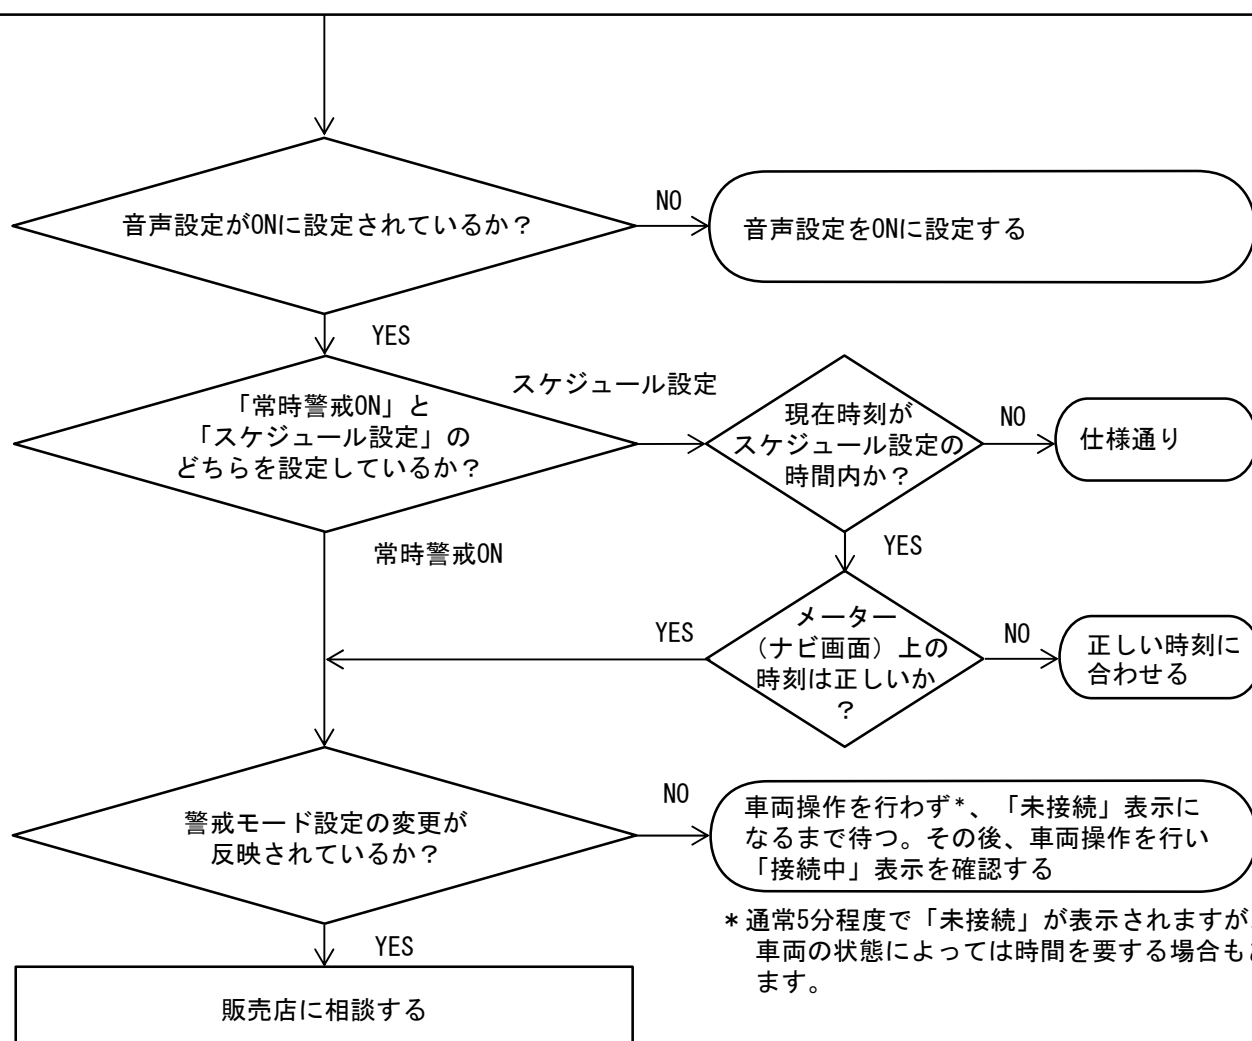 音声設定がONに設定されているか？
NO
音声設定をONに設定する
YES
「常時警戒ON」と
「スケジュール設定」の
どちらを設定しているか？
スケジュール設定
現在時刻が
スケジュール設定の
時間内か？
NO
仕様通り
常時警戒ON
YES
メーター
（ナビ画面）上の
時刻は正しいか
？
YES
NO
正しい時刻に
合わせる
警戒モード設定の変更が
反映されているか？
NO
車両操作を行わず*、「未接続」表示に
なるまで待つ。その後、車両操作を行い
「接続中」表示を確認する
YES
*通常5分程度で「未接続」が表示されますが
車両の状態によっては時間を要する場合も
ます。
販売店に相談する